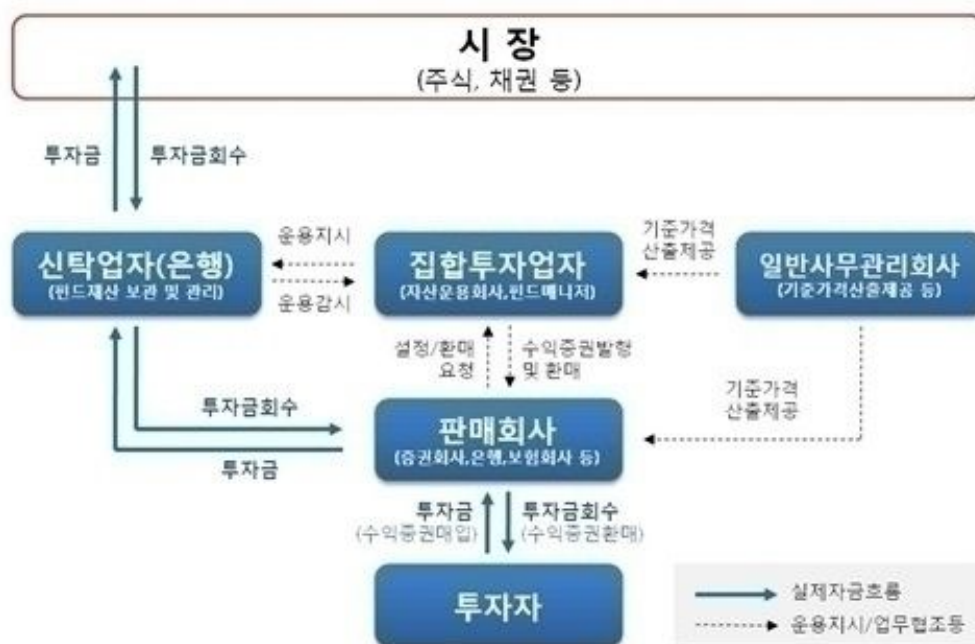 시 장
(주식, 채권 등)
투자금
투자금회수
신탁업자(은행)
(펀드재산 보관 및 관리)
운용지시
운용감시
집합투자업자
(자산운용회사,펀드매니저)
기준가격
산출제공
일반사무관리회사
(기준가격산출제공 등)
설정/환매
요청
수익증권발행
및 환매
기준가격
산출제공
투자금회수
투자금
판매회사
(증권회사,은행,보험회사 등)
투자금
(수익증권매입)
투자금회수
(수익증권환매)
투자자
실제자금흐름
운용지시/업무협조등